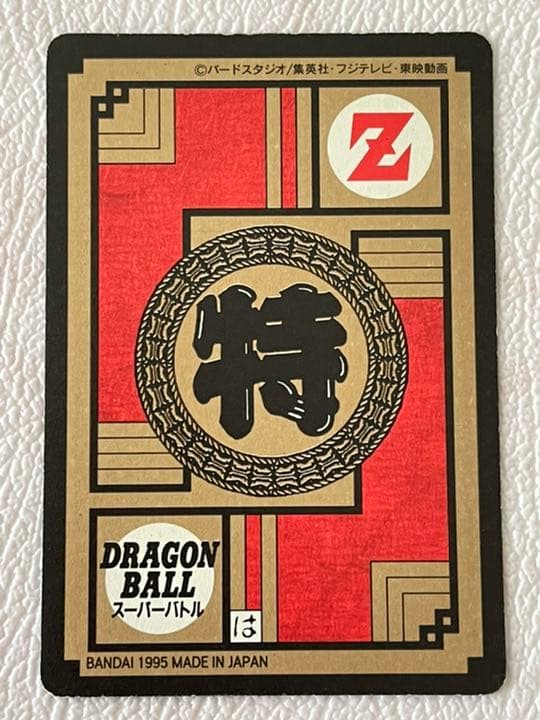 ©バードスタジオ/集英社・フジテレビ・東映動画
Z
特
DRAGON
BALL
スーパーバトル
は
BANDAI 1995 MADE IN JAPAN